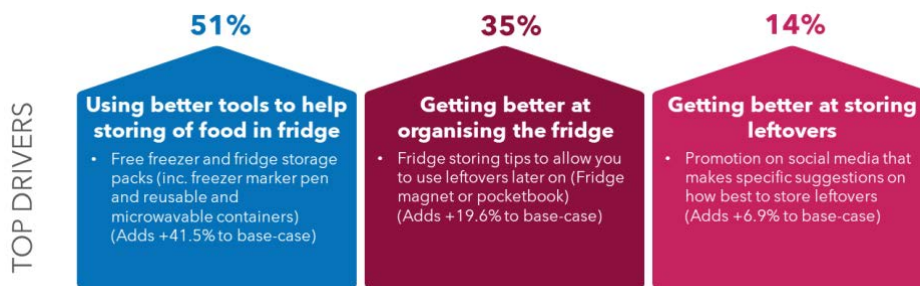 51%
35%
14%
TOP DRIVERS
Using better tools to help
storing of food in fridge
• Free freezer and fridge storage
packs (inc. freezer marker pen
and reusable and
microwavable containers)
(Adds +41.5% to base-case)
Getting better at
organising the fridge
• Fridge storing tips to allow you
to use leftovers later on (Fridge
magnet or pocketbook)
(Adds +19.6% to base-case)
Getting better at storing
leftovers
• Promotion on social media that
makes specific suggestions on
how best to store leftovers
(Adds +6.9% to base-case)